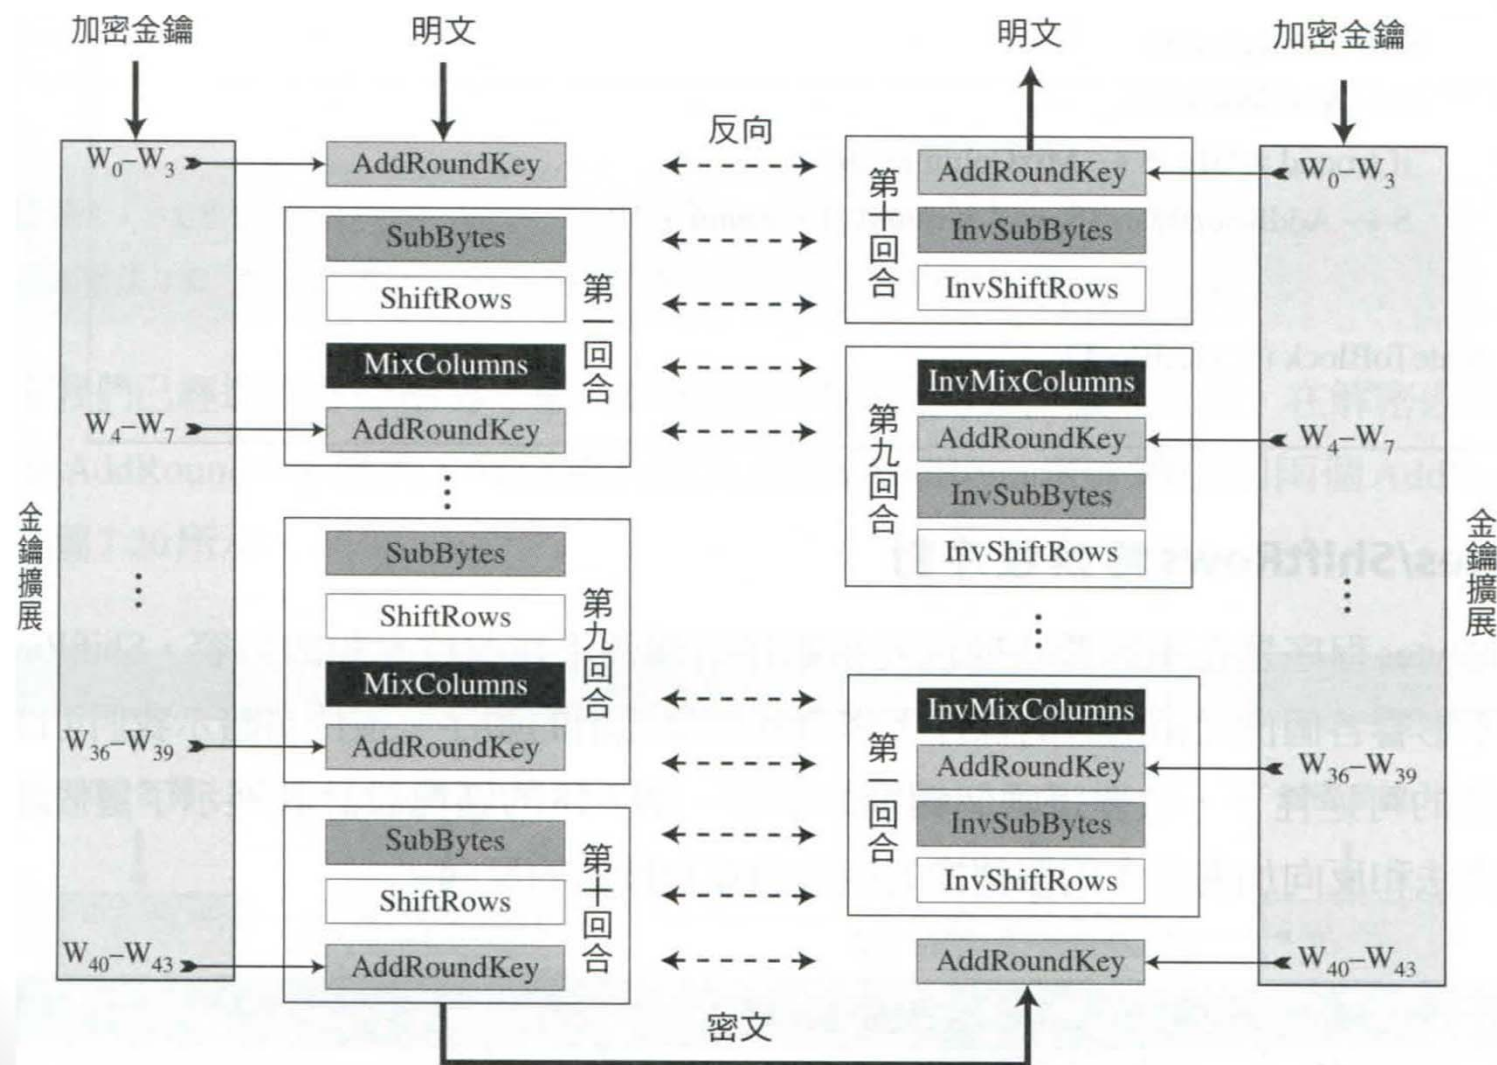 加密金鑰
明文
W0–W3
AddRoundKey
SubBytes
ShiftRows
MixColumns
W4–W7
AddRoundKey
第一回合
⋮
SubBytes
ShiftRows
MixColumns
W36–W39
AddRoundKey
第九回合
SubBytes
ShiftRows
W40–W43
AddRoundKey
第十回合
金鑰擴展
⋮
反向
密文
明文
加密金鑰
AddRoundKey
W0–W3
InvSubBytes
InvShiftRows
第十回合
InvMixColumns
AddRoundKey
W4–W7
InvSubBytes
InvShiftRows
第九回合
⋮
InvMixColumns
AddRoundKey
W36–W39
InvSubBytes
InvShiftRows
第一回合
AddRoundKey
W40–W43
金鑰擴展
⋮